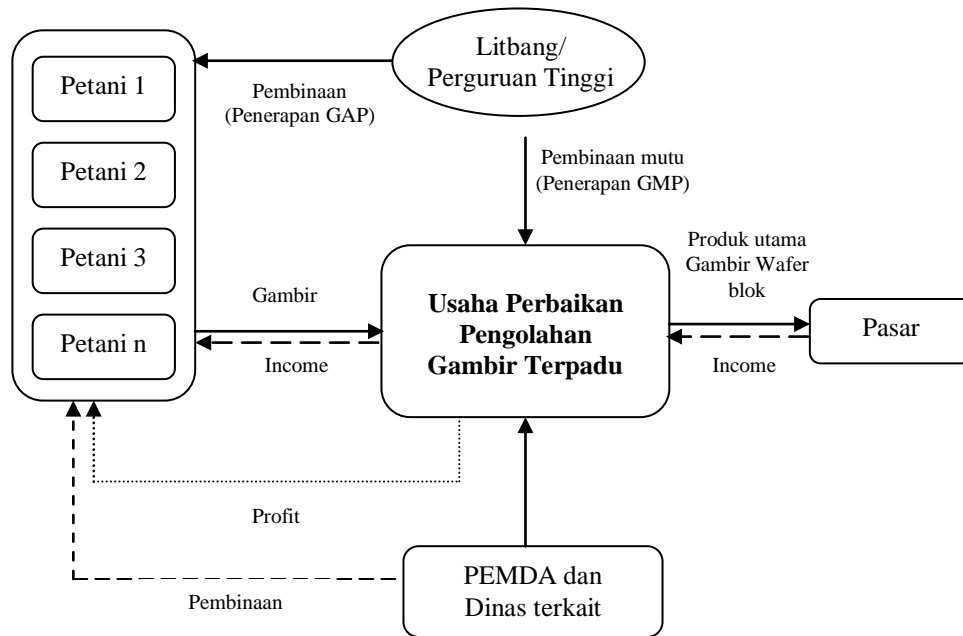 Litbang/
Perguruan Tinggi
Petani 1
Petani 2
Petani 3
Petani n
Pembinaan
(Penerapan GAP)
Pembinaan mutu
(Penerapan GMP)
Gambir
Income
Usaha Perbaikan
Pengolahan
Gambir Terpadu
Produk utama
Gambir Wafer
blok
Income
Pasar
Profit
Pembinaan
PEMDA dan
Dinas terkait